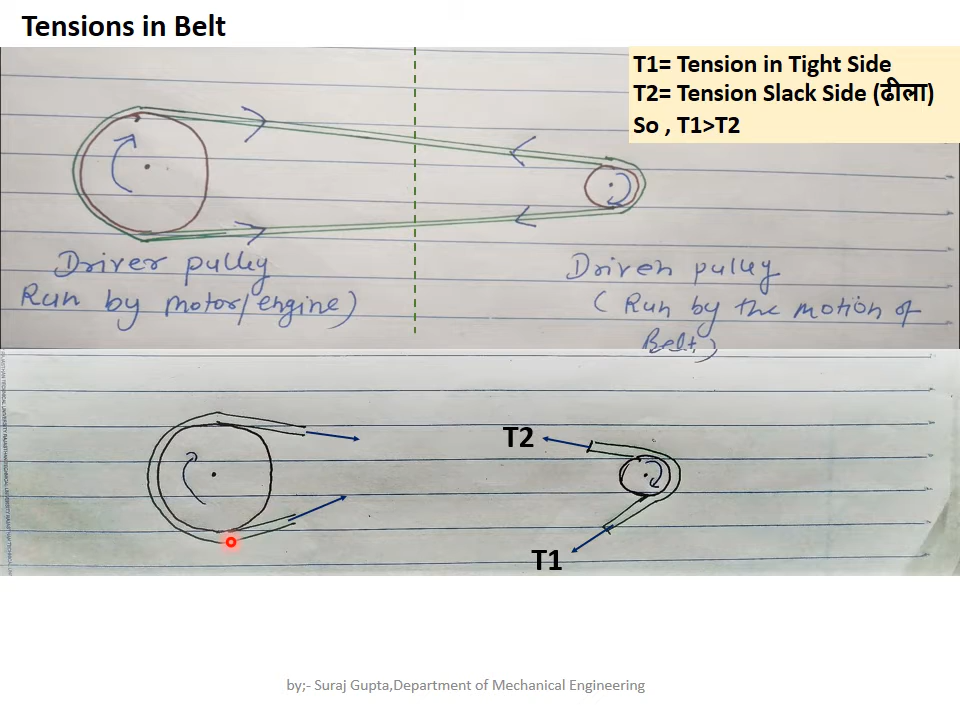 Tensions in Belt
T1= Tension in Tight Side
T2= Tension Slack Side (ढीला)
So , T1>T2
Driver pulley
Run by motor/engine)
Driven pulley
(Run by the motion of
Belt)
T2
T1
by;- Suraj Gupta,Department of Mechanical Engineering